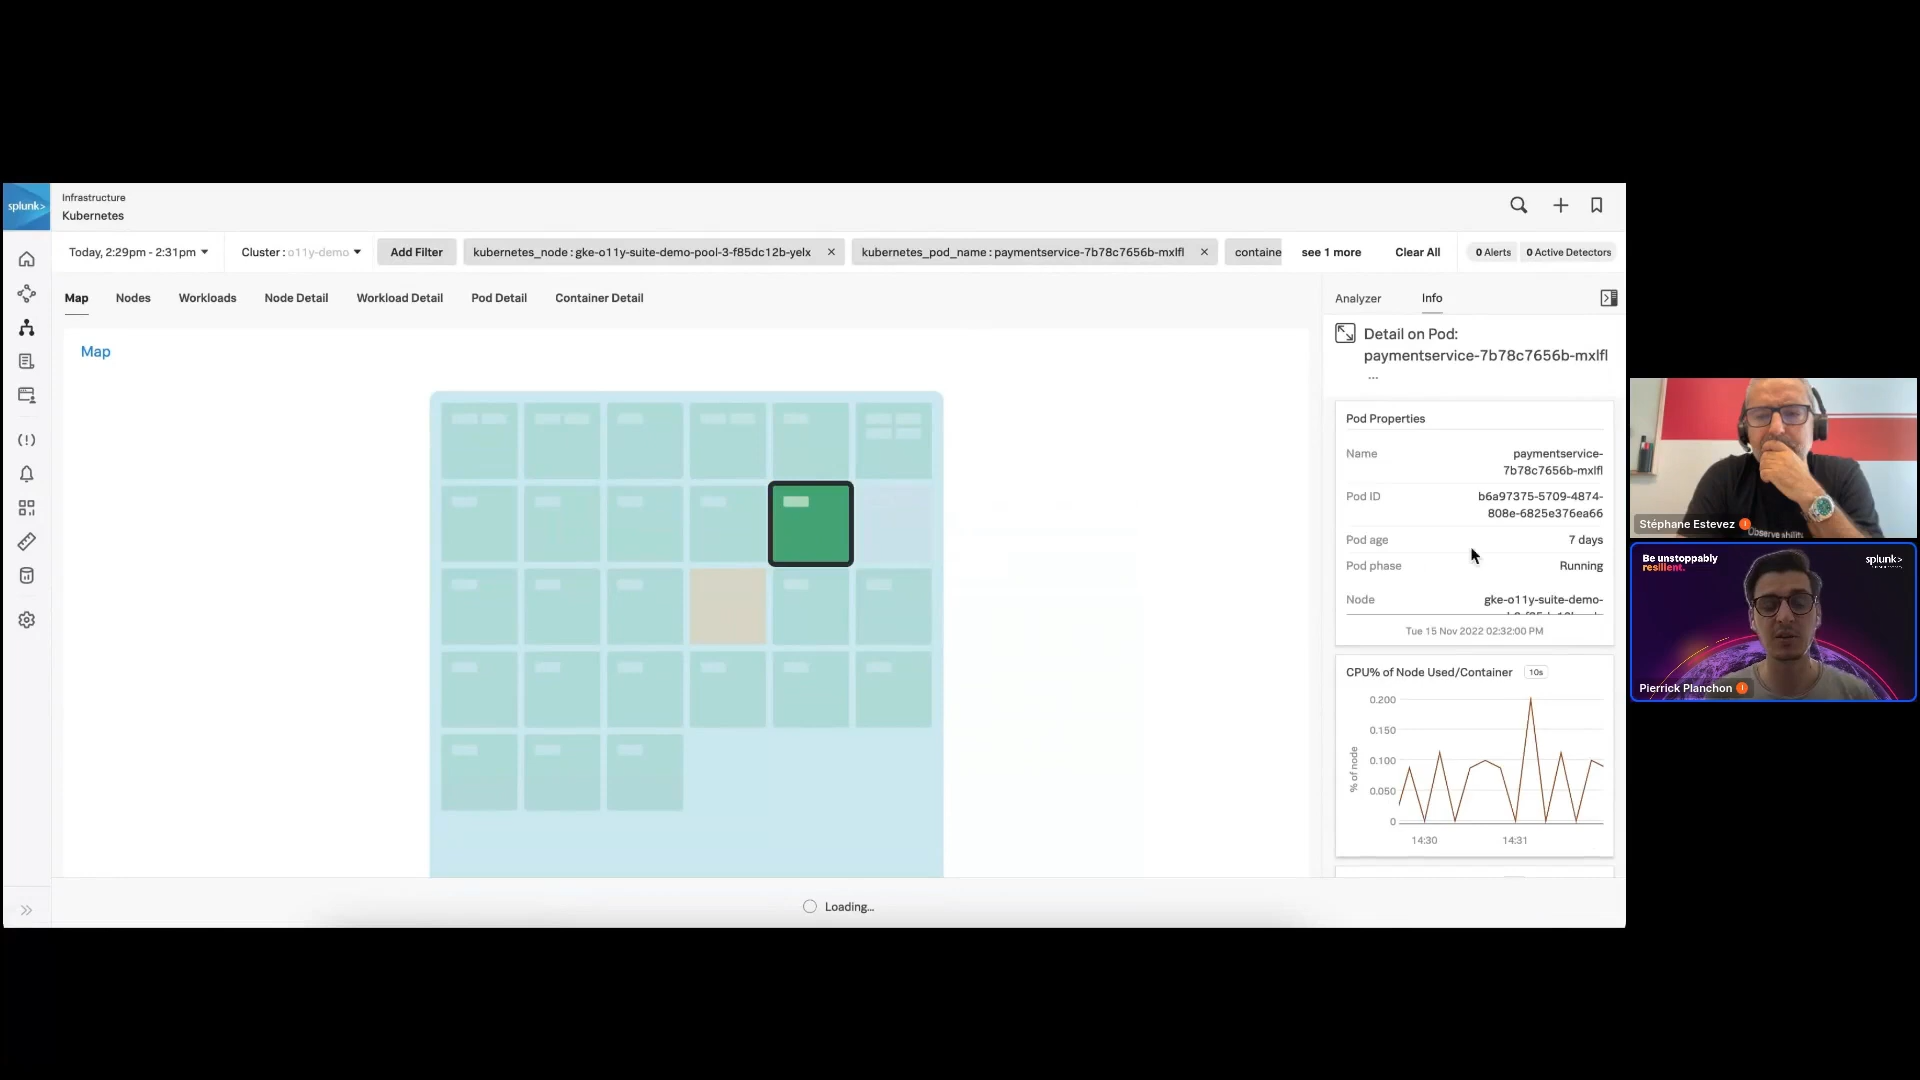 splunk>
Infrastructure
Kubernetes
Today, 2:29pm - 2:31pm
Cluster : o11y-demo
Add Filter
kubernetes_node : gke-o11y-suite-demo-pool-3-f85dc12b-yelx
kubernetes_pod_name : paymentservice-7b78c7656b-mxlfl
containe
see 1 more
Clear All
0 Alerts
0 Active Detectors
Map
Nodes
Workloads
Node Detail
Workload Detail
Pod Detail
Container Detail
Analyzer
Info
Map
Detail on Pod:
paymentservice-7b78c7656b-mxlfl
...
Pod Properties
Name
paymentservice-
7b78c7656b-mxlfl
Pod ID
b6a97375-5709-4874-
808e-6825e376ea66
Pod age
7 days
Pod phase
Running
Node
gke-o11y-suite-demo-
Tue 15 Nov 2022 02:32:00 PM
CPU% of Node Used/Container
10s
% of node
0.200
0.150
0.100
0.050
0
14:30
14:31
Loading...
Stéphane Estevez
Be unstoppably
resilient.
splunk>
Pierrick Planchon